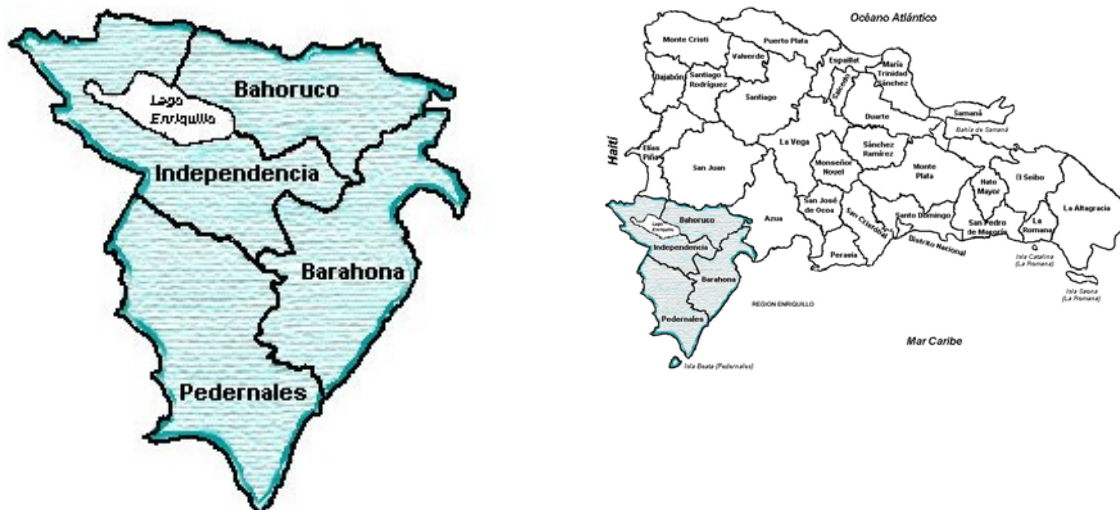 Bahoruco
Lago
Enriquillo
Independencia
Barahona
Pedernales
Océano Atlántico
Monte Cristi
Puerto Plata
Valverde
Espaillat
María
Trinidad
Sánchez
Dajabón
Santiago
Rodríguez
Santiago
Salcedo
Duarte
Samaná
Bahía de Samaná
Haití
Elías
Piña
San Juan
La Vega
Sánchez
Ramírez
Monseñor
Nouel
Monte
Plata
El Seibo
Hato
Mayor
La Altagracia
San José
de Ocoa
San Cristóbal
Santo Domingo
San Pedro
de Macorís
La
Romana
Azua
Bahoruco
Lago
Enriquillo
Independencia
Peravia
Distrito Nacional
Isla Catalina
(La Romana)
Barahona
Isla Saona
(La Romana)
REGION ENRIQUILLO
Pedernales
Mar Caribe
Isla Beata (Pedernales)